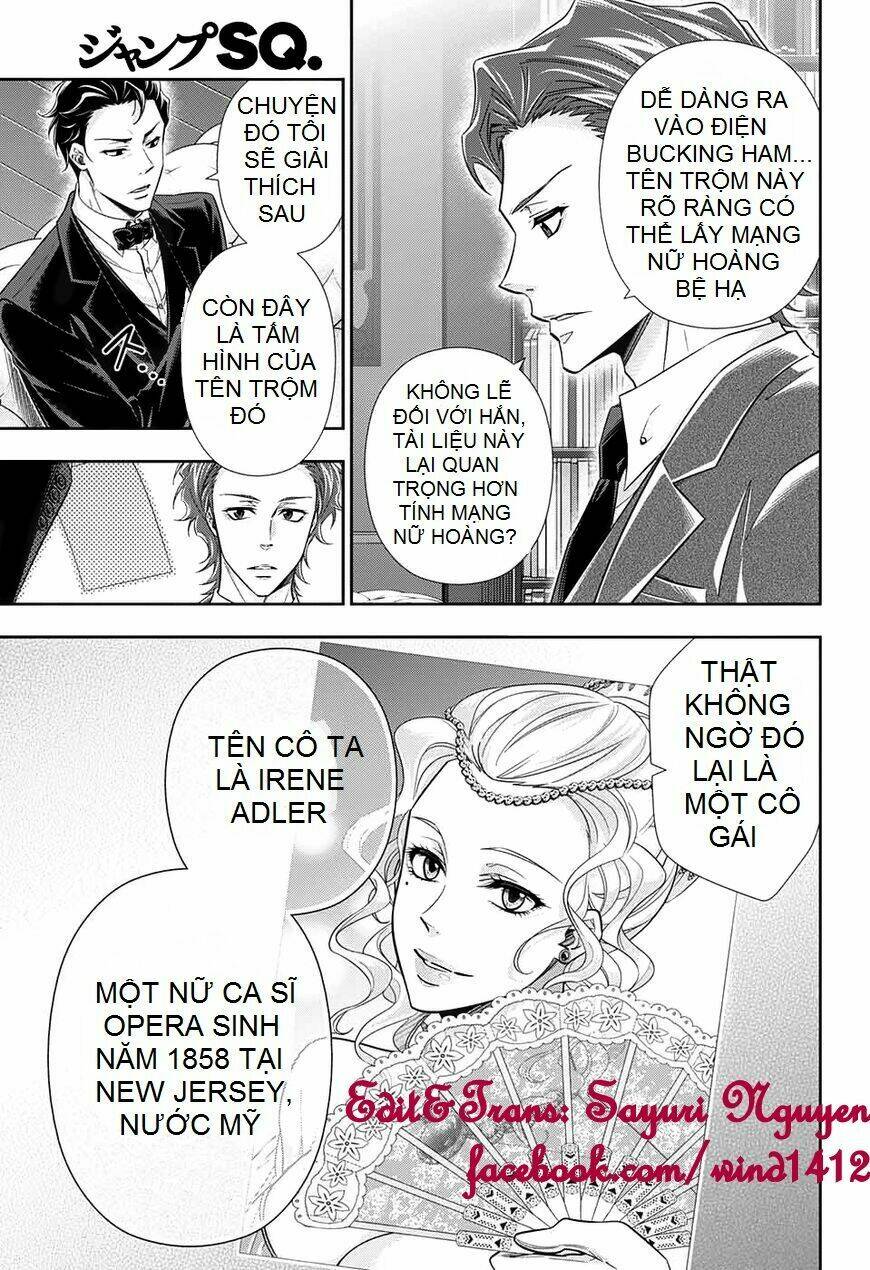 ジャンプSQ.
DỄ DÀNG RA
VÀO ĐIỆN
BUCKING HAM...
TÊN TRỘM NÀY
RÕ RÀNG CÓ
THỂ LẤY MẠNG
NỮ HOÀNG
BỆ HẠ
KHÔNG LẼ
ĐỐI VỚI HẮN,
TÀI LIỆU NÀY
LẠI QUAN
TRỌNG HƠN
TÍNH MẠNG
NỮ HOÀNG?
CHUYỆN
ĐÓ TÔI
SẼ GIẢI
THÍCH
SAU
CÒN ĐÂY
LÀ TẤM
HÌNH CỦA
TÊN TRỘM
ĐÓ
THẬT
KHÔNG
NGỜ ĐÓ
LẠI LÀ
MỘT CÔ
GÁI
TÊN CÔ TA
LÀ IRENE
ADLER
MỘT NỮ CA SĨ
OPERA SINH
NĂM 1858 TẠI
NEW JERSEY,
NƯỚC MỸ
Edit&Trans: Sayuri Nguyen
facebook.com/wind1412